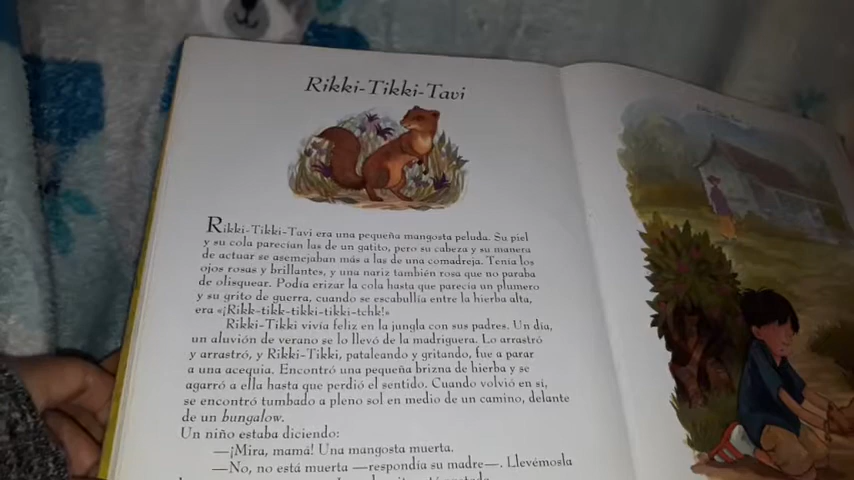 Rikki-Tikki-Tavi
Rikki-Tikki-Tavi era una pequeña mangosta peluda. Su piel
y su cola parecían las de un gatito, pero su cabeza y su manera
de actuar se asemejaban más a las de una comadreja. Tenía los
ojos rosas y brillantes, y una nariz también rosa que no paraba
de olisquear. Podía erizar la cola hasta que parecía un plumero
y su grito de guerra, cuando se escabullía entre la hierba alta,
era «¡Rikk-tikk-tikki-tikki-tchk!»
Rikki-Tikki vivía feliz en la jungla con sus padres. Un día,
un aluvión de verano se lo llevó de la madriguera. Lo arrastró
y arrastró, y Rikki-Tikki, pataleando y gritando, fue a parar
a una acequia. Encontró una pequeña brizna de hierba y se
agarró a ella hasta que perdió el sentido. Cuando volvió en sí,
se encontró tumbado a pleno sol en medio de un camino, delante
de un bungalow.
Un niño estaba diciendo:
—¡Mira, mamá! Una mangosta muerta.
—No, no está muerta —respondía su madre—. Llevémosla